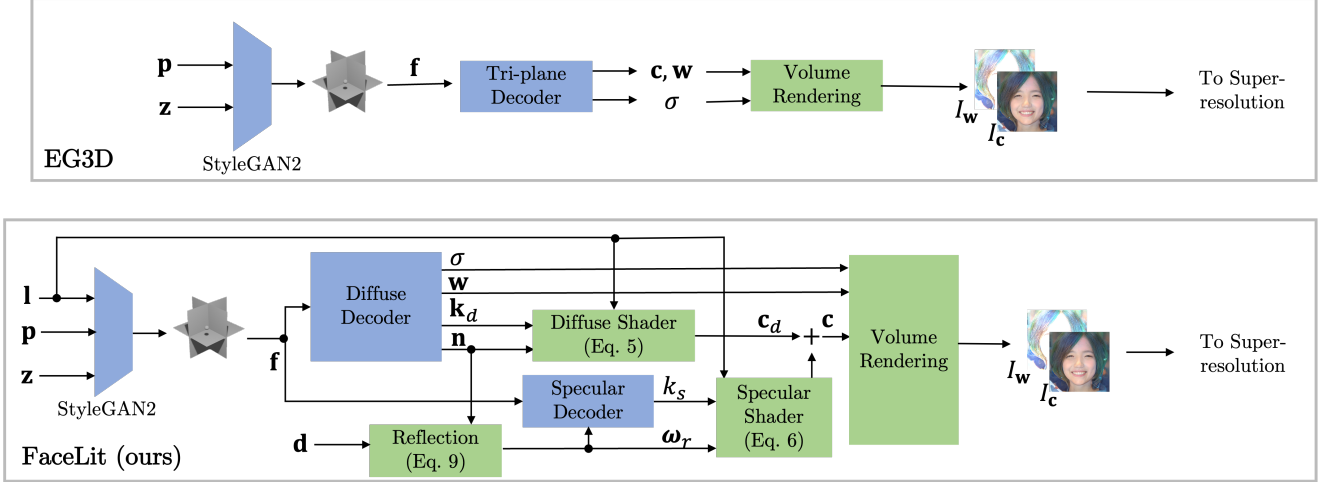 p
z
StyleGAN2
EG3D
f
Tri-plane
Decoder
c, w
σ
Volume
Rendering
I_w
I_c
To Super-
resolution
l
p
z
StyleGAN2
FaceLit (ours)
f
Diffuse
Decoder
σ
w
k_d
n
Diffuse Shader
(Eq. 5)
c_d
+
c
Specular
Decoder
k_s
d
Reflection
(Eq. 9)
ω_r
Specular
Shader
(Eq. 6)
Volume
Rendering
I_w
I_c
To Super-
resolution